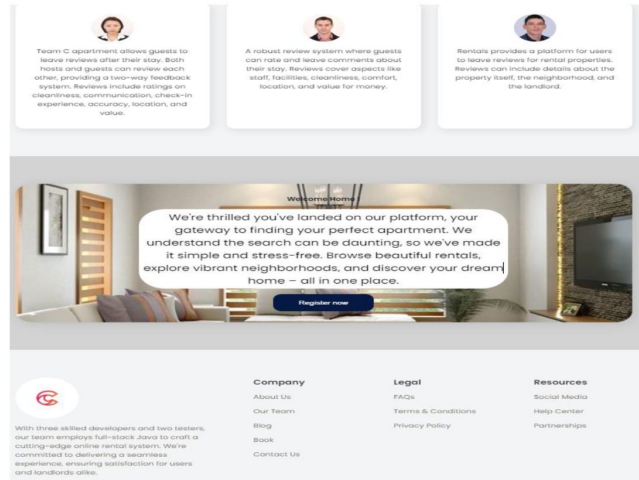 Team C apartment allows guests to
leave reviews after their stay. Both
hosts and guests can review each
other, providing a two-way feedback
system. Reviews include ratings on
cleanliness, communication, check-in
experience, accuracy, location, and
value.
A robust review system where guests
can rate and leave comments about
their stay. Reviews cover aspects like
staff, facilities, cleanliness, comfort,
location, and value for money.
Rentals provides a platform for users
to leave reviews for rental properties.
Reviews can include details about the
property itself, the neighborhood, and
the landlord.
Welcome Home !
We're thrilled you've landed on our platform, your
gateway to finding your perfect apartment. We
understand the search can be daunting, so we've made
it simple and stress-free. Browse beautiful rentals,
explore vibrant neighborhoods, and discover your dream
home – all in one place.
Register now
With three skilled developers and two testers,
our team employs full-stack Java to craft a
cutting-edge online rental system. We're
committed to delivering a seamless
experience, ensuring satisfaction for users
and landlords alike.
Company
About Us
Our Team
Blog
Book
Contact Us
Legal
FAQs
Terms & Conditions
Privacy Policy
Resources
Social Media
Help Center
Partnerships